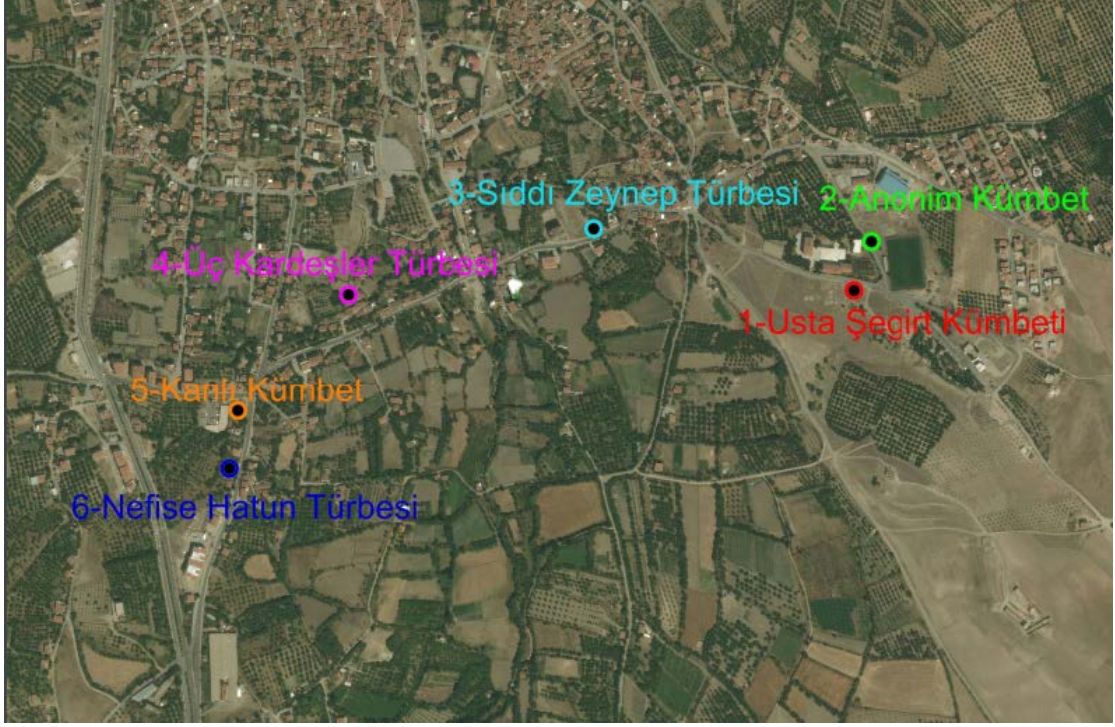 3-Sıddı Zeynep Türbesi
2-Anonim Kümbet
4-Üç Kardeşler Türbesi
1-Usta Şegirt Kümbeti
5-Kanlı Kümbet
6-Nefise Hatun Türbesi